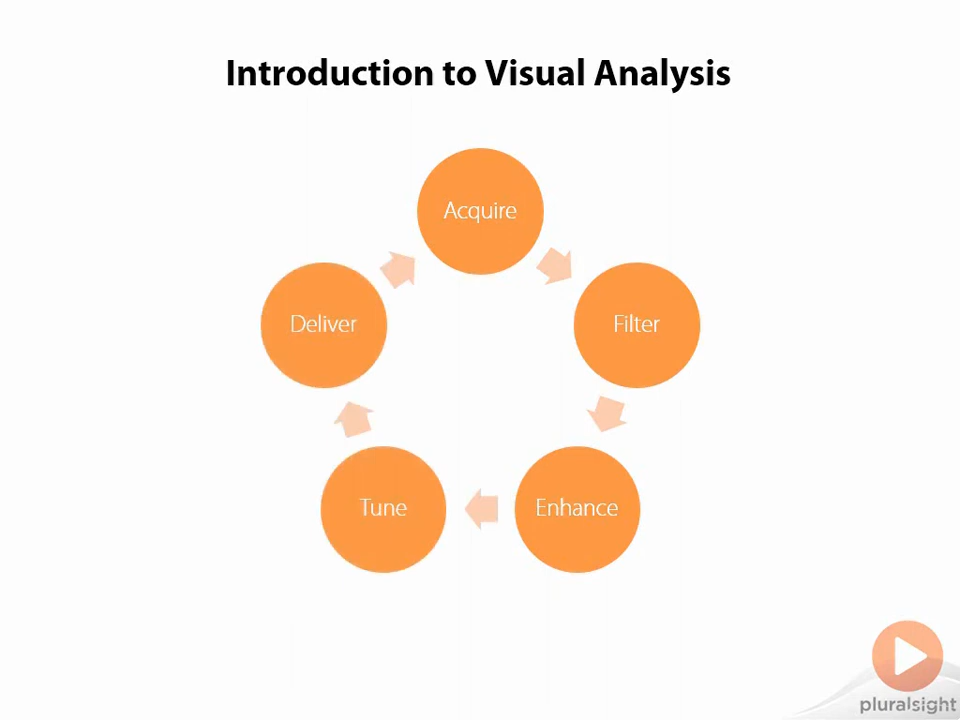 Introduction to Visual Analysis
Acquire
Filter
Enhance
Tune
Deliver
pluralsight